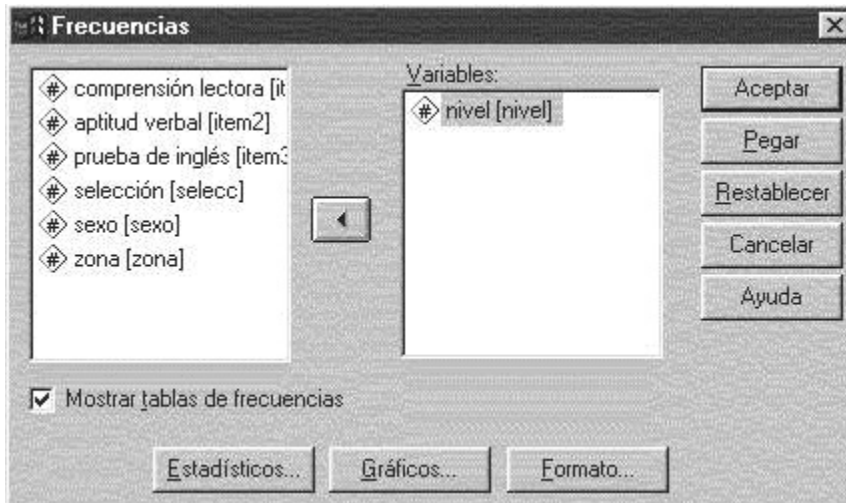 Frecuencias
# comprensión lectora [it
# aptitud verbal [item2]
# prueba de inglés [item3
# selección [selecc]
# sexo [sexo]
# zona [zona]
Variables:
# nivel [nivel]
Aceptar
Pegar
Restablecer
Cancelar
Ayuda
Mostrar tablas de frecuencias
Estadísticos...
Gráficos...
Formato...